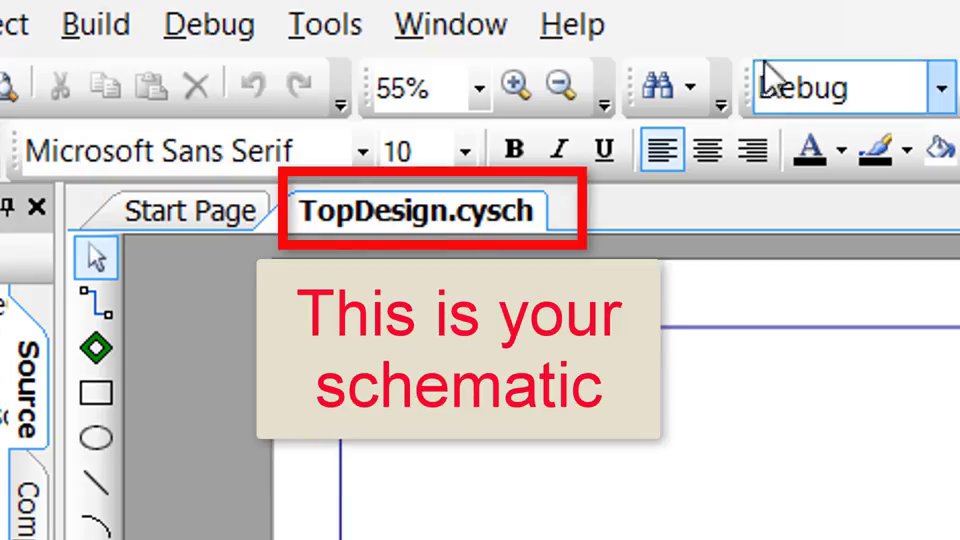 ect Build Debug Tools Window Help
55% Debug
Microsoft Sans Serif 10 B I U A
Start Page TopDesign.cysch
This is your
schematic
Source
Com